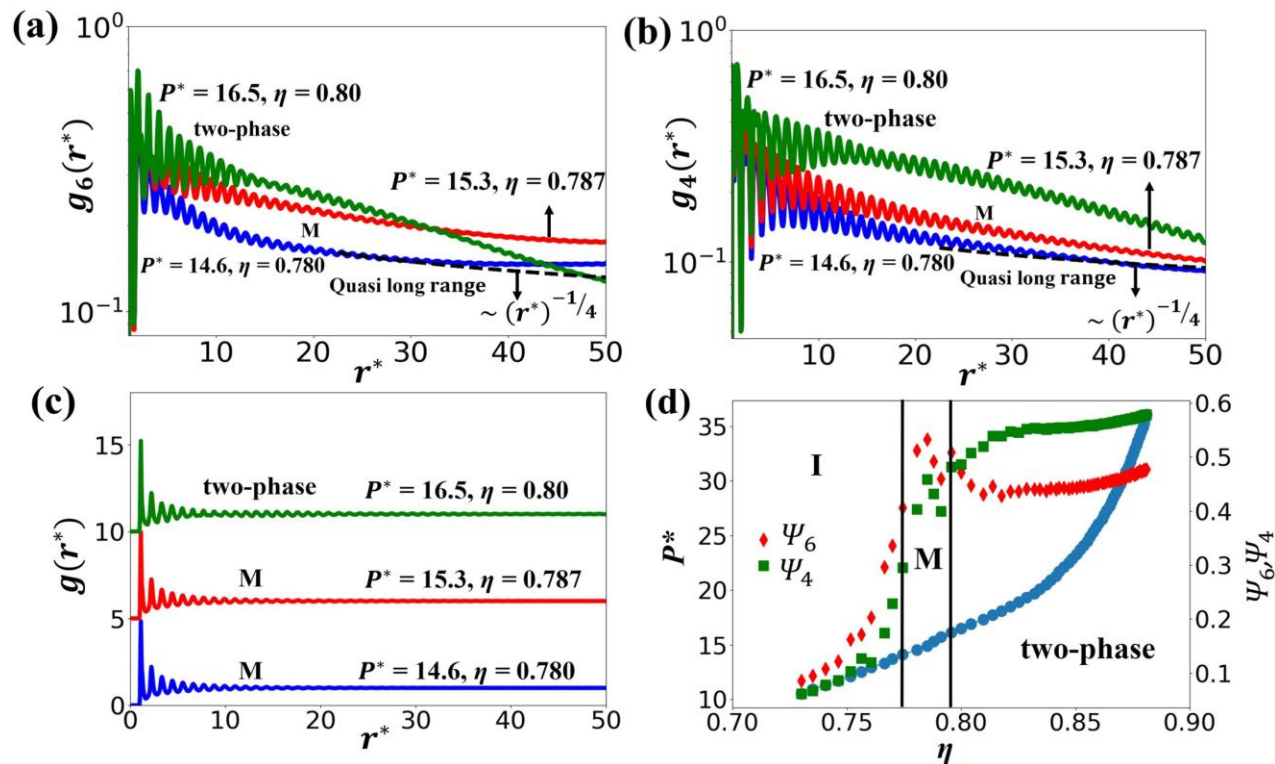 (a)
10⁰
P* = 16.5, η = 0.80
two-phase
P* = 15.3, η = 0.787
M
P* = 14.6, η = 0.780
Quasi long range
~ (r*)^{-1/4}
g₆(r*)
10⁻¹
10 20 30 40 50
r*
(b)
10⁰
P* = 16.5, η = 0.80
two-phase
P* = 15.3, η = 0.787
M
P* = 14.6, η = 0.780
Quasi long range
~ (r*)^{-1/4}
g₄(r*)
10⁻¹
10 20 30 40 50
r*
(c)
15
two-phase P* = 16.5, η = 0.80
10
M P* = 15.3, η = 0.787
5
M P* = 14.6, η = 0.780
0
g(r*)
0 10 20 30 40 50
r*
(d)
35
30
25
20
15
10
P*
I
M
Ψ₆
Ψ₄
two-phase
0.6
0.5
0.4
0.3
0.2
0.1
Ψ₆,Ψ₄
0.70 0.75 0.80 0.85 0.90
η